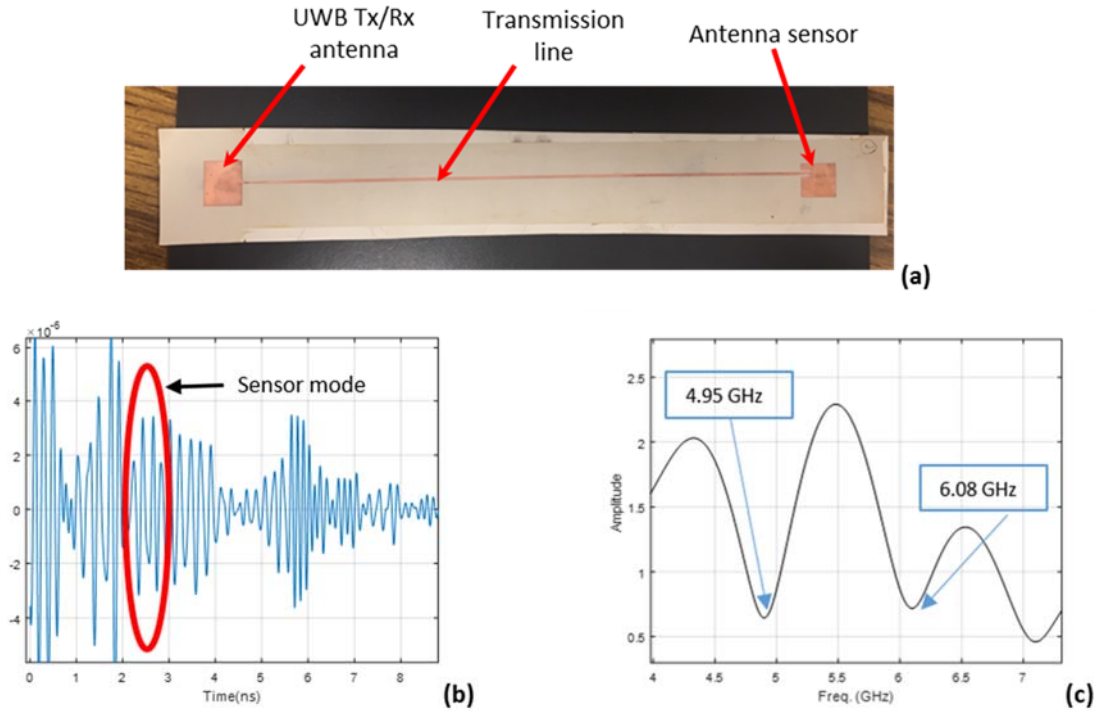 UWB Tx/Rx
antenna
Transmission
line
Antenna sensor
(a)
×10⁻⁶
6
4
2
0
-2
-4
Sensor mode
0 1 2 3 4 5 6 7 8
Time(ns)
(b)
2.5
2
1.5
1
0.5
Amplitude
4.95 GHz
6.08 GHz
4 4.5 5 5.5 6 6.5 7
Freq. (GHz)
(c)